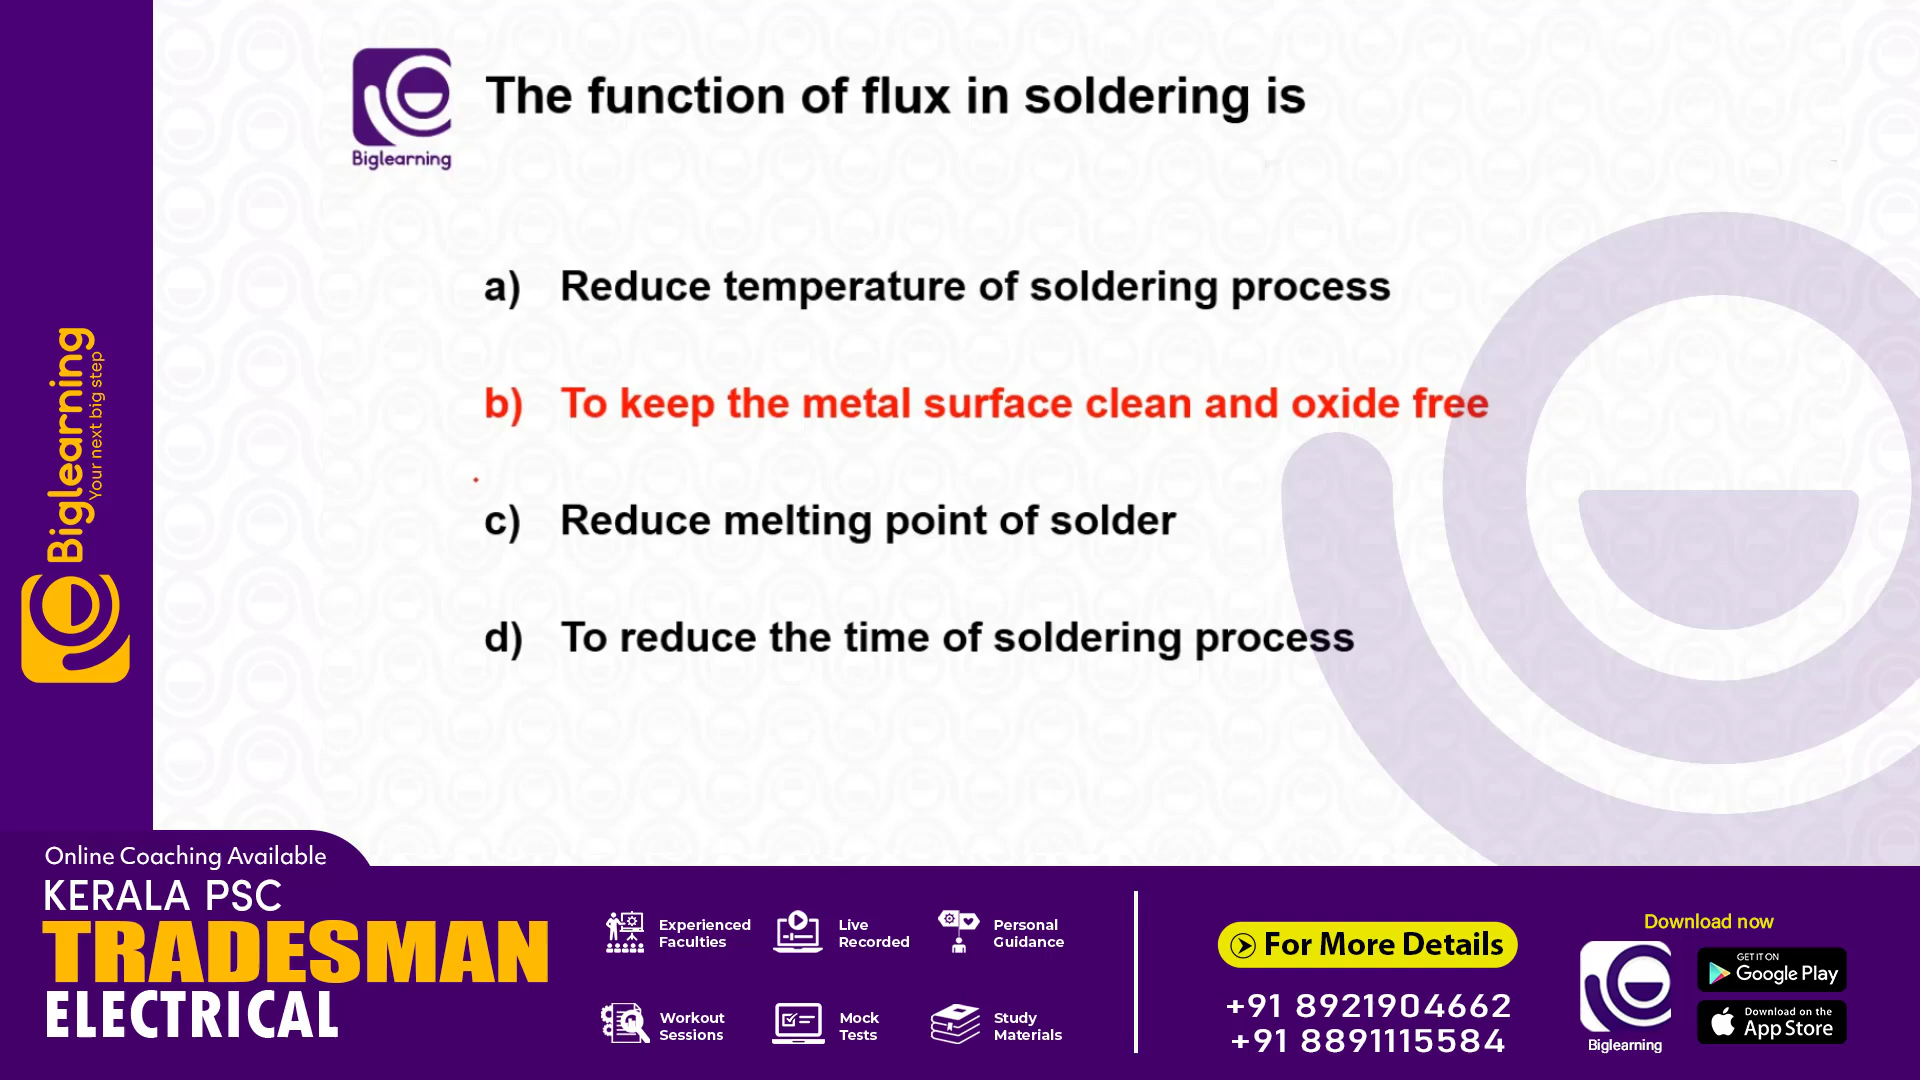 The function of flux in soldering is
Biglearning
a) Reduce temperature of soldering process
b) To keep the metal surface clean and oxide free
c) Reduce melting point of solder
d) To reduce the time of soldering process
Biglearning
Your next big step
Online Coaching Available
KERALA PSC
TRADESMAN
ELECTRICAL
Experienced
Faculties
Live
Recorded
Personal
Guidance
Workout
Sessions
Mock
Tests
Study
Materials
For More Details
+91 8921904662
+91 8891115584
Download now
Biglearning
GET IT ON
Google Play
Download on the
App Store